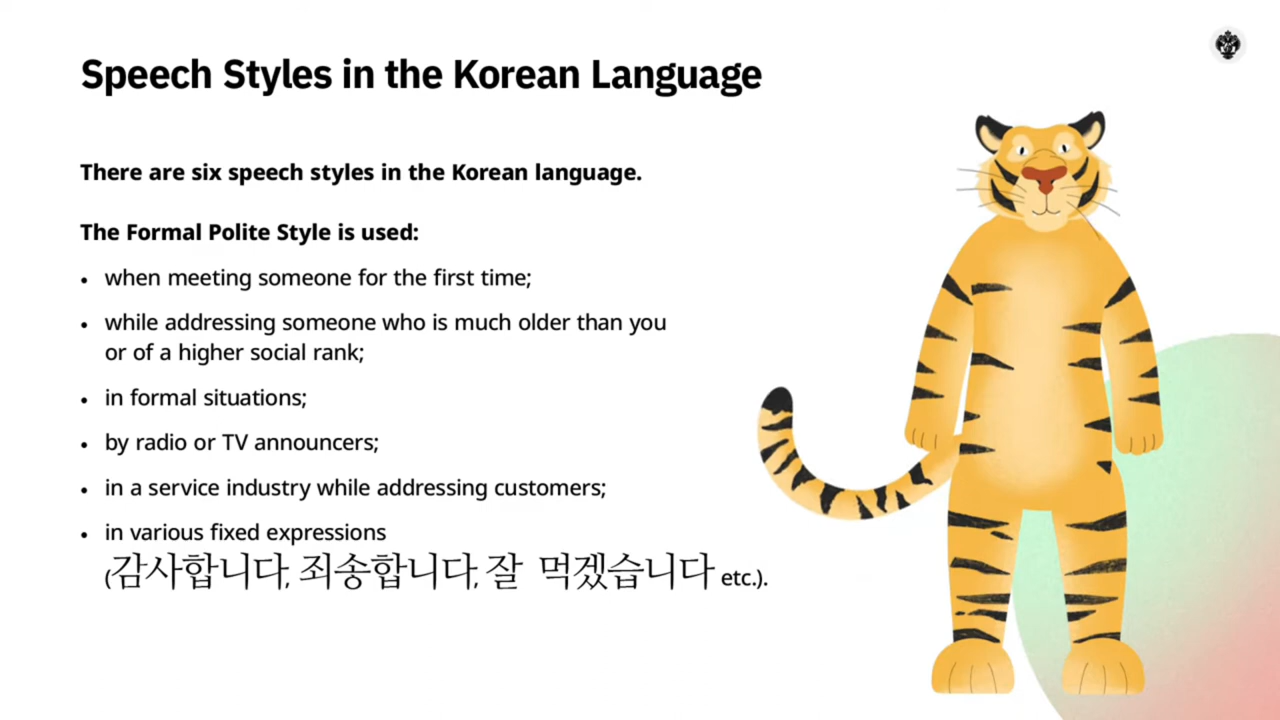 Speech Styles in the Korean Language
There are six speech styles in the Korean language.
The Formal Polite Style is used:
• when meeting someone for the first time;
• while addressing someone who is much older than you
or of a higher social rank;
• in formal situations;
• by radio or TV announcers;
• in a service industry while addressing customers;
• in various fixed expressions
(감사합니다, 죄송합니다, 잘 먹겠습니다 etc.).